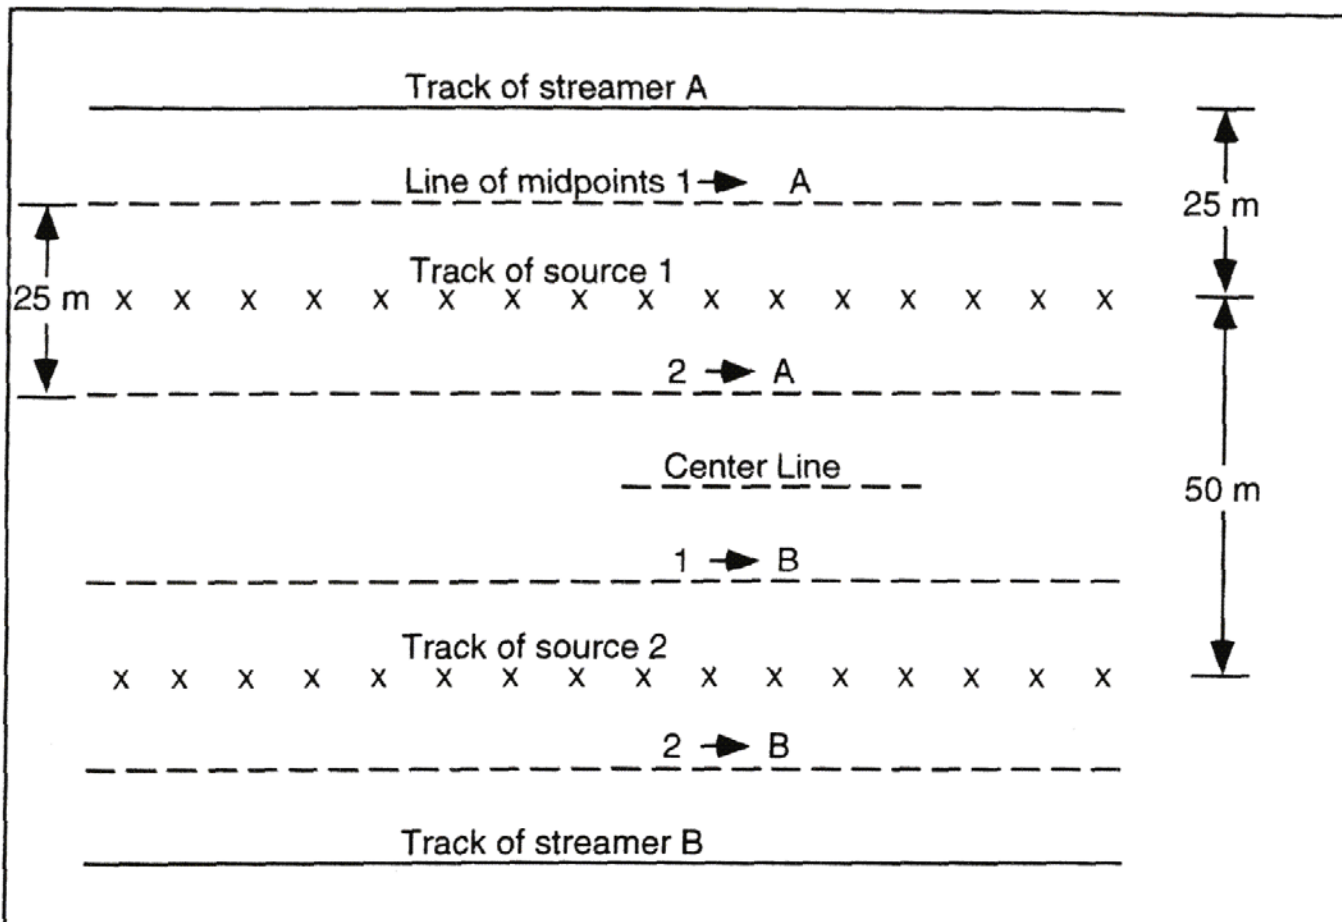 Track of streamer A
Line of midpoints 1 → A
25 m
Track of source 1
25 m x x x x x x x x x x x x x x x x
2 → A
Center Line
50 m
1 → B
Track of source 2
x x x x x x x x x x x x x x x x
2 → B
Track of streamer B